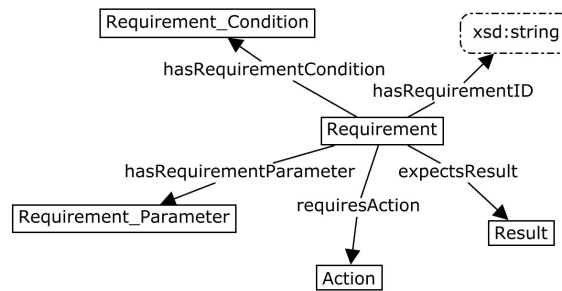 Requirement_Condition
xsd:string
hasRequirementCondition
hasRequirementID
Requirement
hasRequirementParameter
expectsResult
requiresAction
Requirement_Parameter
Result
Action